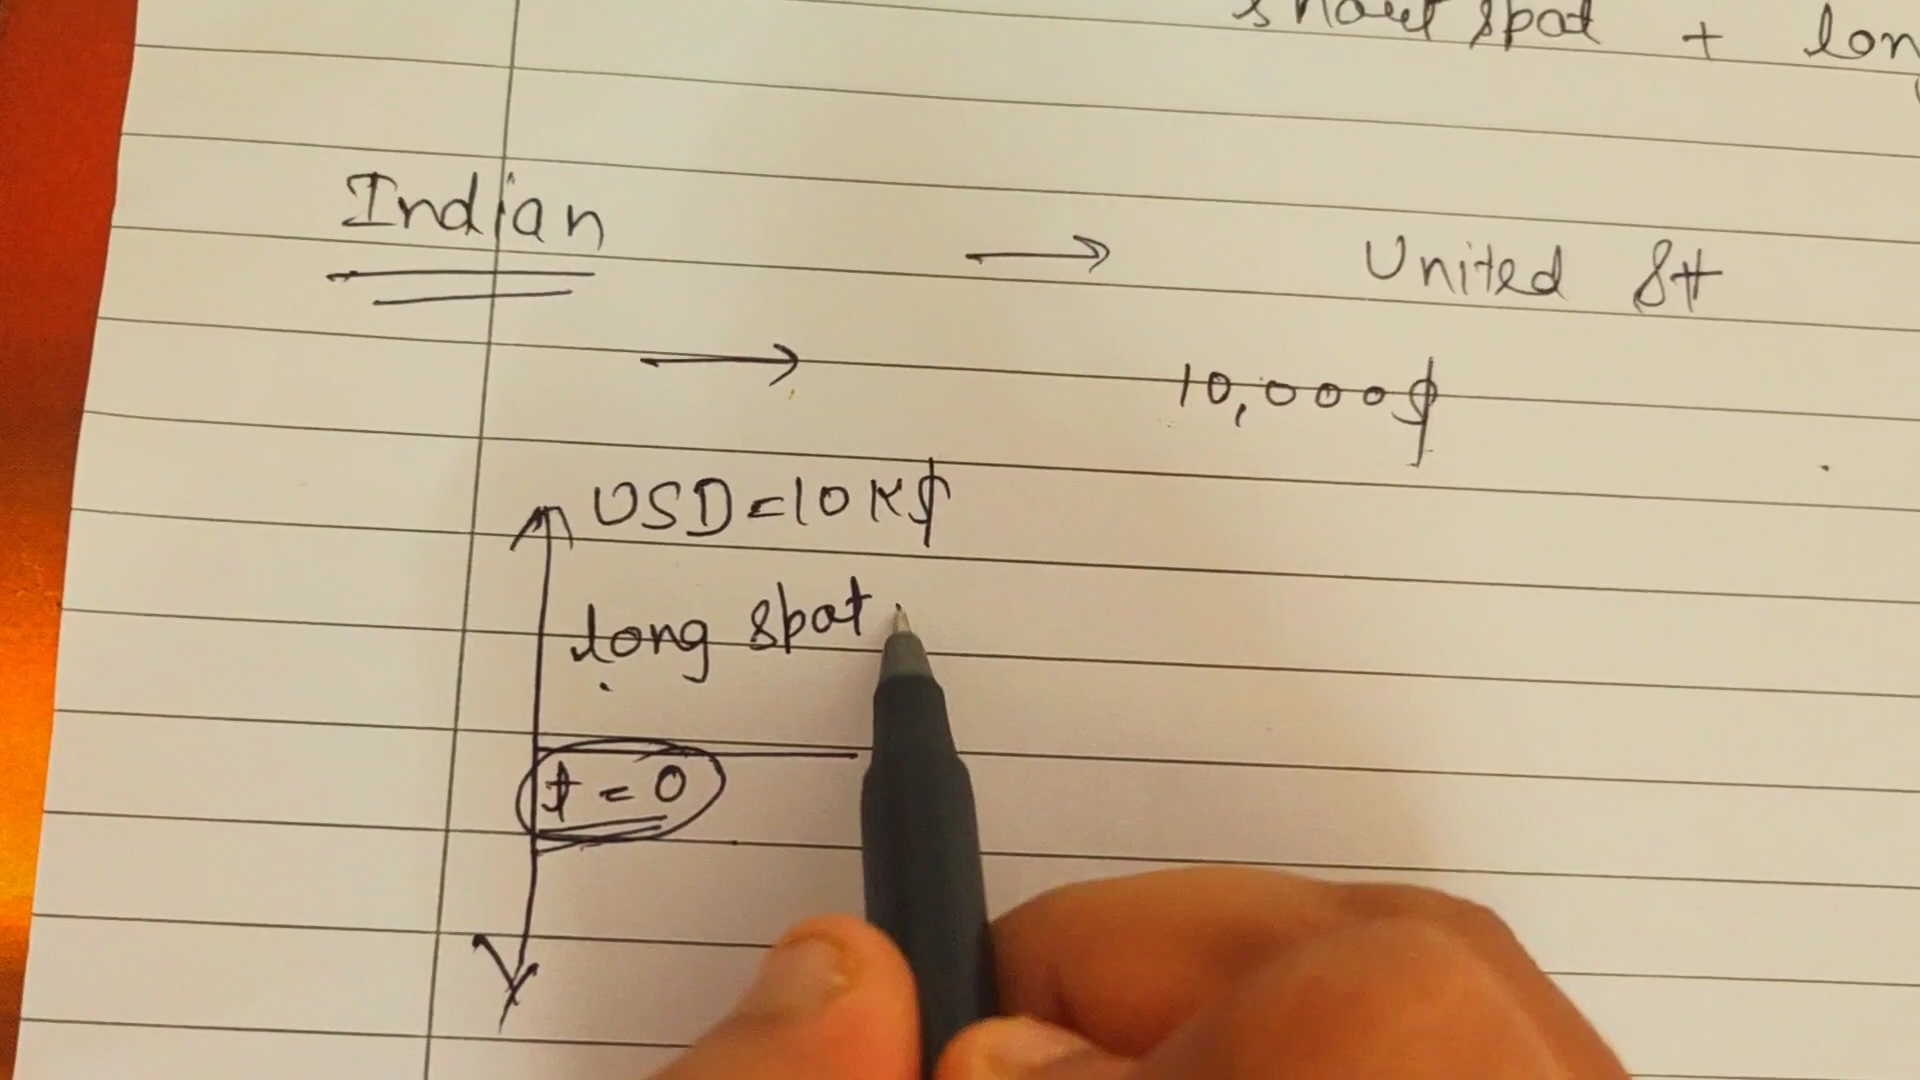 short spot + lon
Indian → United St
→ 10,000$
USD=10K$
long spot
t=0